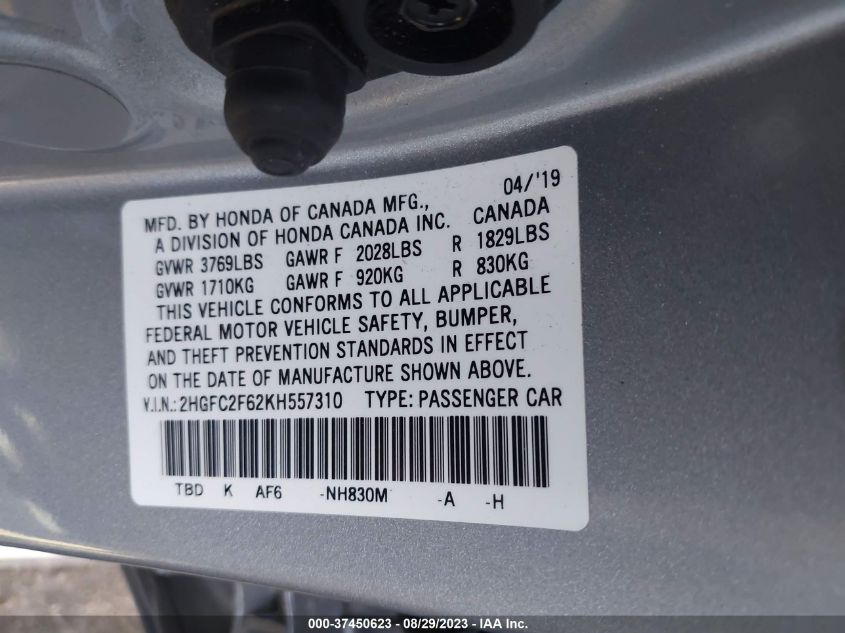 04/'19
MFD. BY HONDA OF CANADA MFG.,
A DIVISION OF HONDA CANADA INC. CANADA
GVWR 3769LBS GAWR F 2028LBS R 1829LBS
GVWR 1710KG GAWR F 920KG R 830KG
THIS VEHICLE CONFORMS TO ALL APPLICABLE
FEDERAL MOTOR VEHICLE SAFETY, BUMPER,
AND THEFT PREVENTION STANDARDS IN EFFECT
ON THE DATE OF MANUFACTURE SHOWN ABOVE.
V.I.N.:2HGFC2F62KH557310 TYPE: PASSENGER CAR
TBD K AF6 -NH830M -A -H
000-37450623 - 08/29/2023 - IAA Inc.